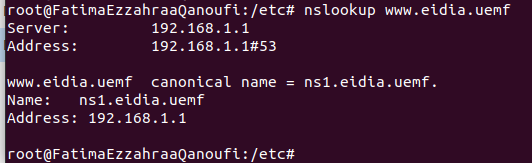 root@FatimaEzzahraaQanoufi:/etc# nslookup www.eidia.uemf
Server: 192.168.1.1
Address: 192.168.1.1#53
www.eidia.uemf canonical name = ns1.eidia.uemf.
Name: ns1.eidia.uemf
Address: 192.168.1.1
root@FatimaEzzahraaQanoufi:/etc#